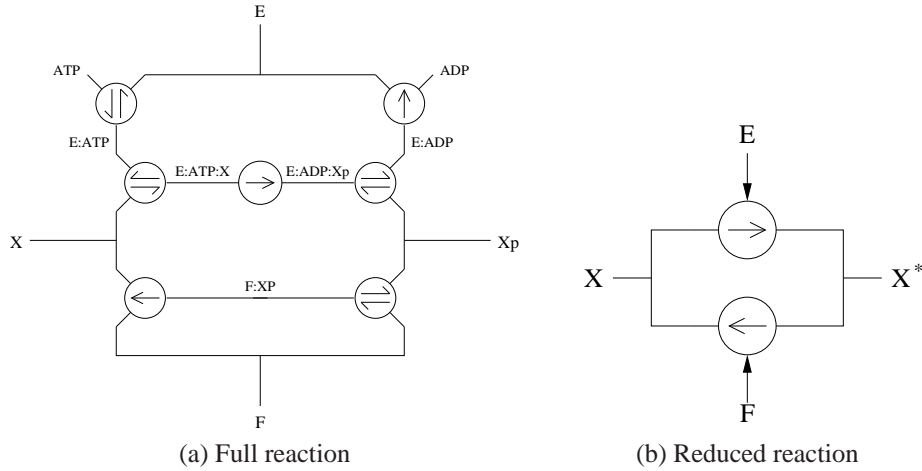 E
ATP
ADP
E:ATP
E:ADP
E:ATP:X
E:ADP:Xp
X
Xp
F:XP
F
(a) Full reaction
E
X
X*
F
(b) Reduced reaction